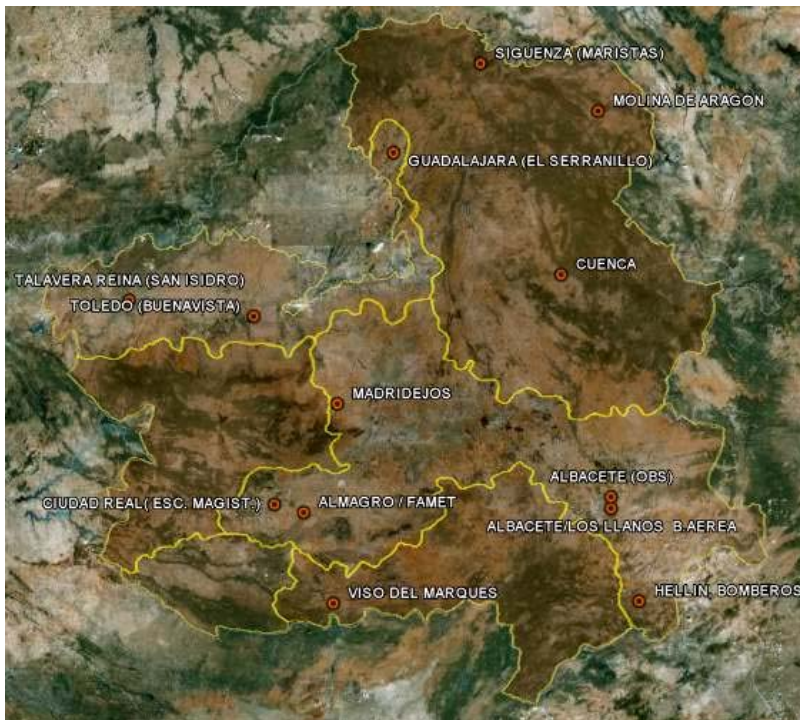 SIGUENZA (MARISTAS)
MOLINA DE ARAGON
GUADALAJARA (EL SERRANILLO)
CUENCA
TALAVERA REINA (SAN ISIDRO)
TOLEDO (BUENAVISTA)
MADRIDEJOS
ALBACETE (OBS)
CIUDAD REAL( ESC. MAGIST.)
ALMAGRO / FAMET
ALBACETE/LOS LLANOS B.AEREA
VISO DEL MARQUES
HELLIN BOMBEROS